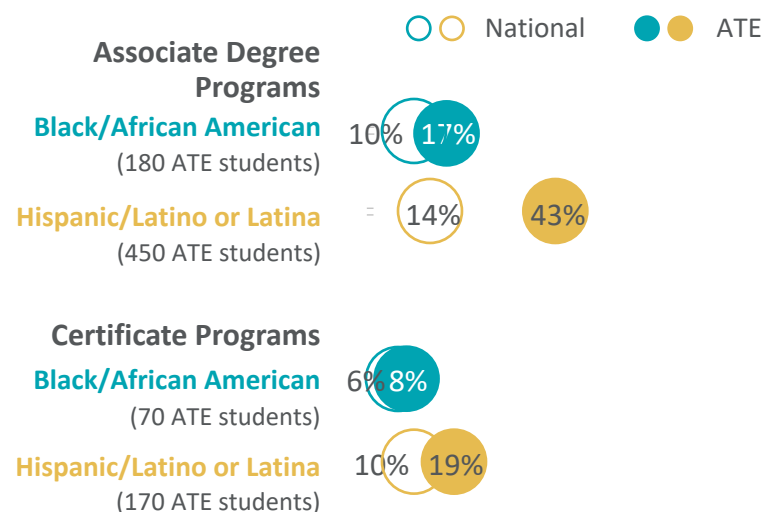 National ATE
Associate Degree
Programs
Black/African American 10% 17%
(180 ATE students)
Hispanic/Latino or Latina 14% 43%
(450 ATE students)
Certificate Programs
Black/African American 6% 8%
(70 ATE students)
Hispanic/Latino or Latina 10% 19%
(170 ATE students)